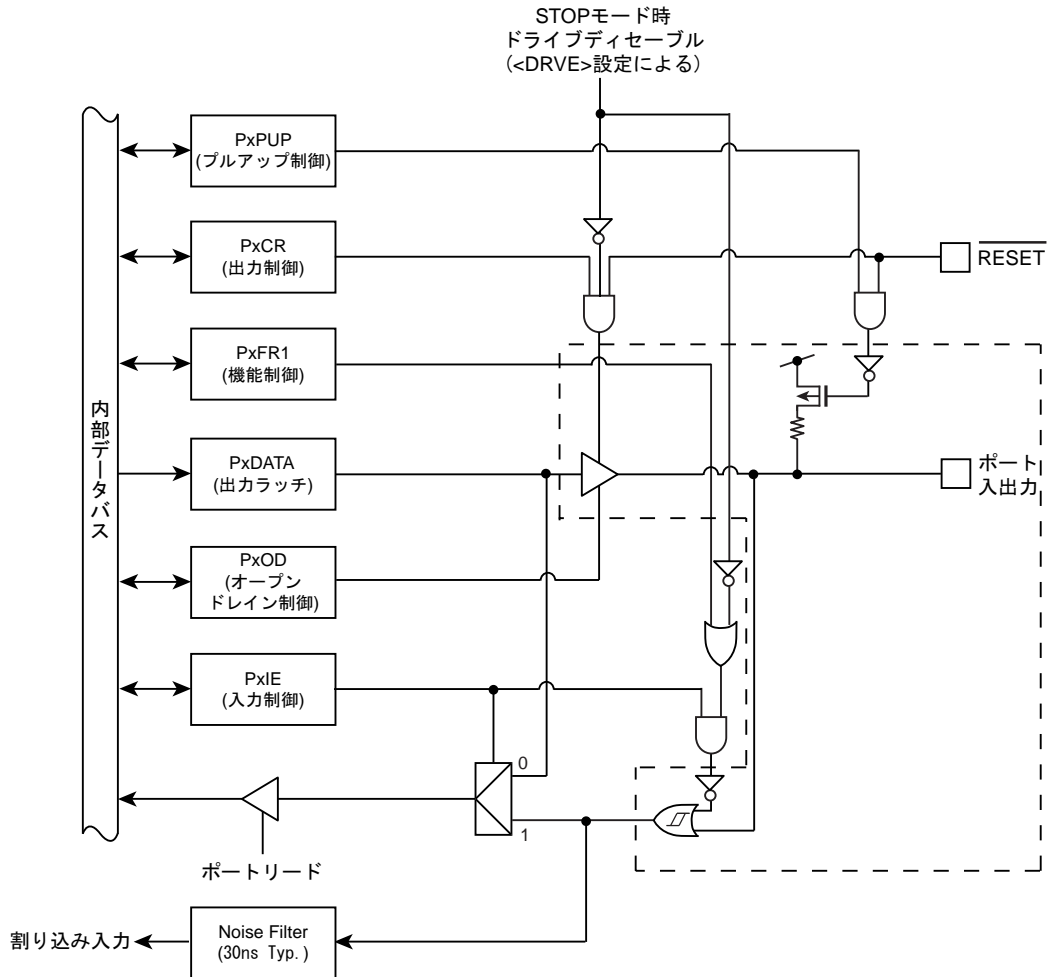 STOPモード時
ドライブディセーブル
(<DRVE>設定による)
PxPUP
(プルアップ制御)
PxCR
(出力制御)
RESET
PxFR1
(機能制御)
内部データバス
PxDATA
(出力ラッチ)
ポート
入出力
PxOD
(オープン
ドレイン制御)
PxIE
(入力制御)
0
1
ポートリード
割り込み入力
Noise Filter
(30ns Typ.)